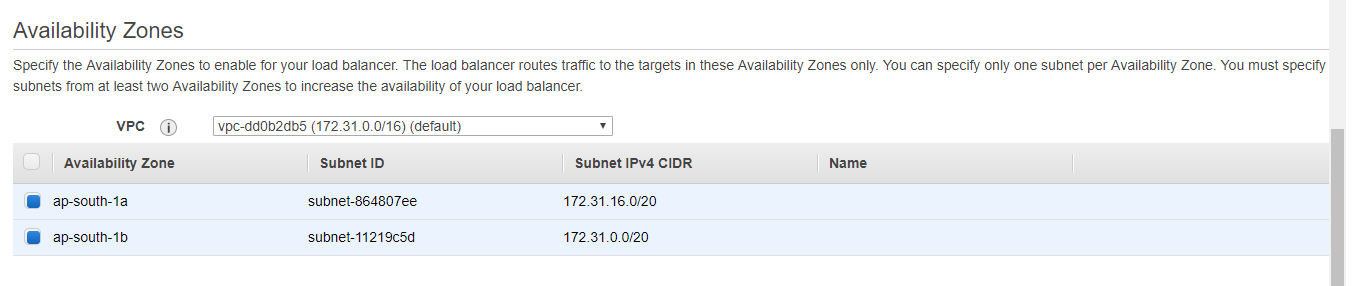 Availability Zones
Specify the Availability Zones to enable for your load balancer. The load balancer routes traffic to the targets in these Availability Zones only. You can specify only one subnet per Availability Zone. You must specify
subnets from at least two Availability Zones to increase the availability of your load balancer.
VPC i vpc-dd0b2db5 (172.31.0.0/16) (default)
Availability Zone Subnet ID Subnet IPv4 CIDR Name
ap-south-1a subnet-864807ee 172.31.16.0/20
ap-south-1b subnet-11219c5d 172.31.0.0/20